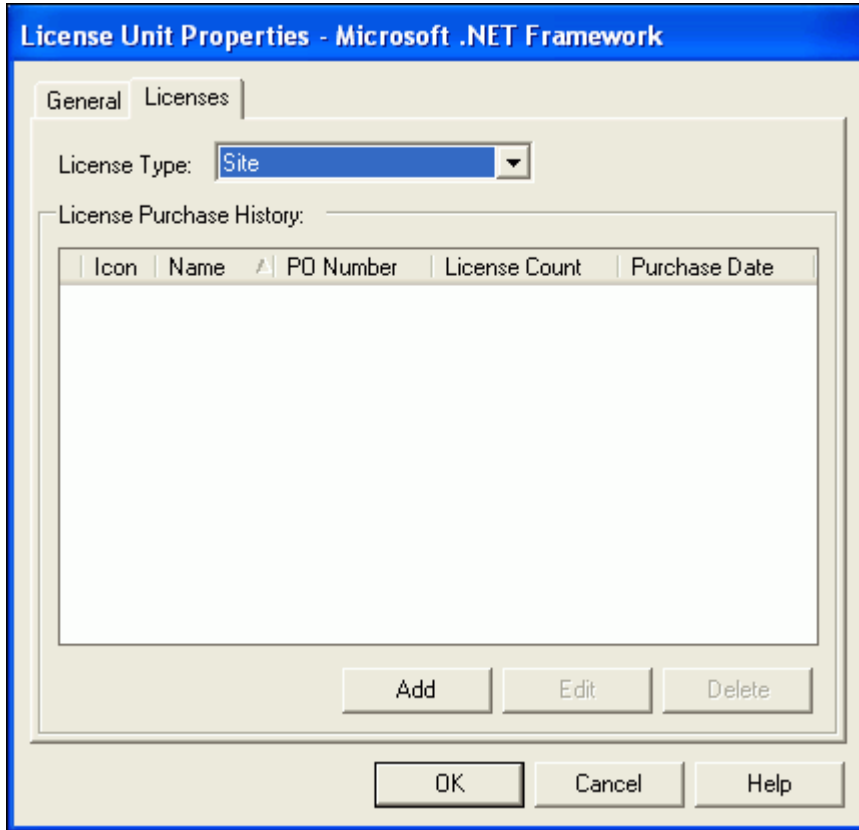 License Unit Properties - Microsoft .NET Framework
General Licenses
License Type: Site
License Purchase History:
Icon Name PO Number License Count Purchase Date
Add Edit Delete
OK Cancel Help